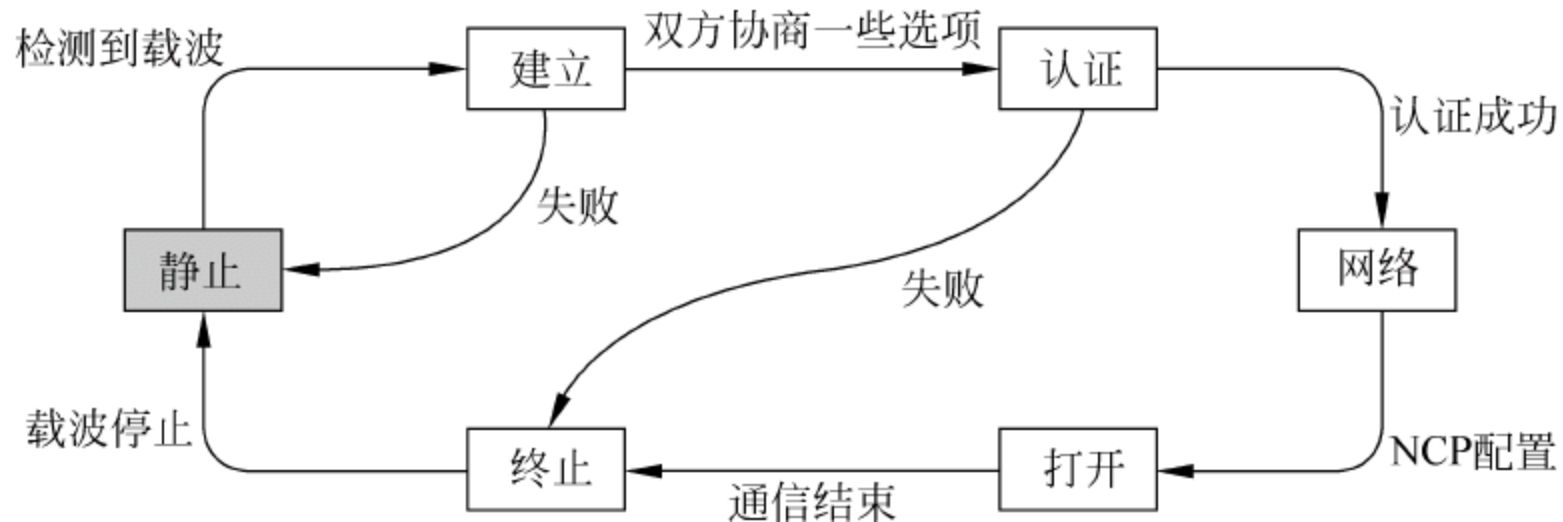 双方协商一些选项
检测到载波
建立
认证
认证成功
失败
静止
网络
失败
载波停止
终止
打开
NCP配置
通信结束